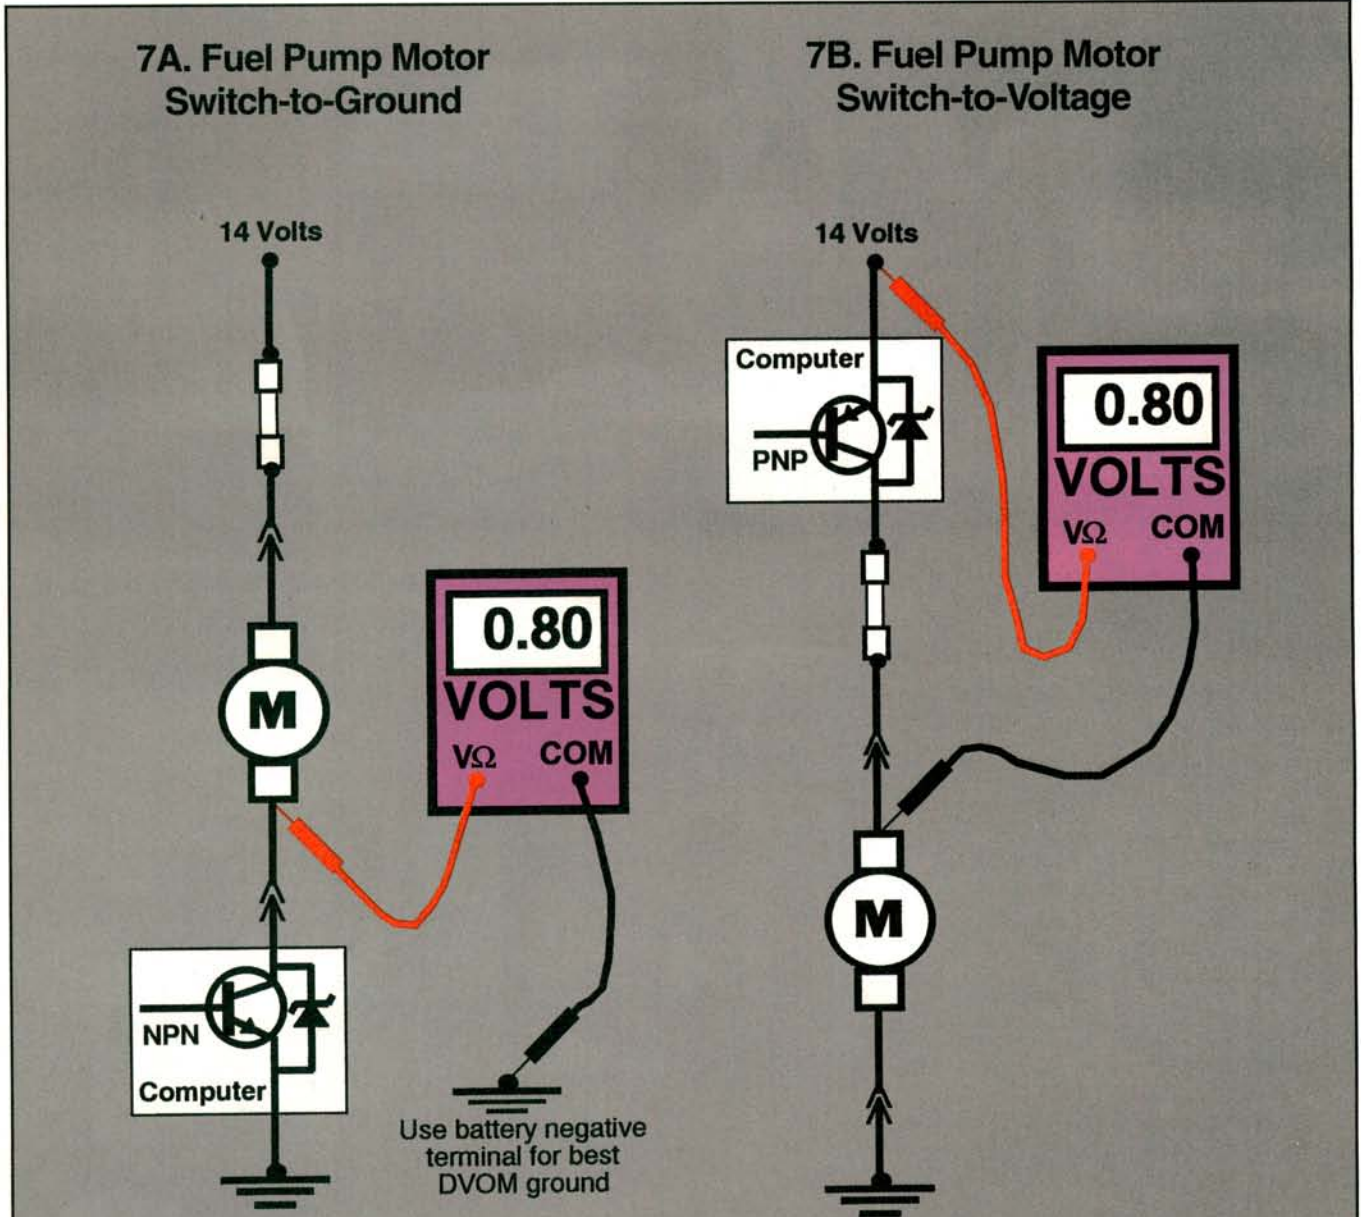 7A. Fuel Pump Motor
Switch-to-Ground
14 Volts
M
0.80
VOLTS
VΩ COM
NPN
Computer
Use battery negative
terminal for best
DVOM ground
7B. Fuel Pump Motor
Switch-to-Voltage
14 Volts
Computer
PNP
0.80
VOLTS
VΩ COM
M